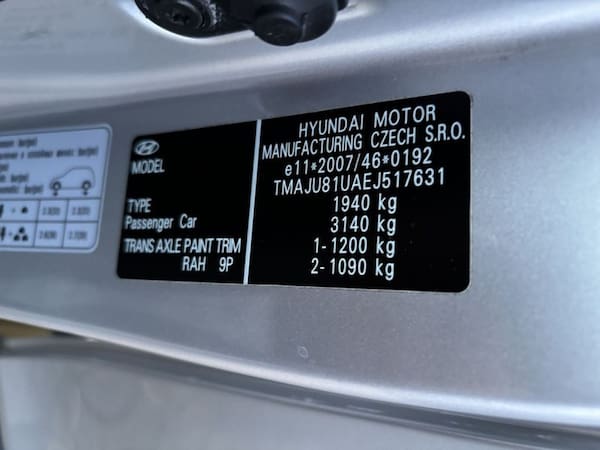 MODEL
TYPE
Passenger Car
TRANS AXLE PAINT TRIM
RAH 9P
HYUNDAI MOTOR
MANUFACTURING CZECH S.R.O.
e11*2007/46*0192
TMAJU81UAEJ517631
1940 kg
3140 kg
1- 1200 kg
2- 1090 kg